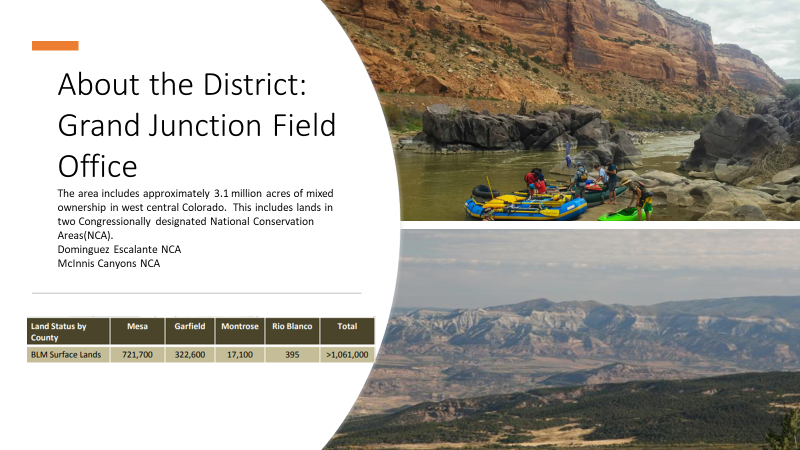 About the District:
Grand Junction Field
Office
The area includes approximately 3.1 million acres of mixed
ownership in west central Colorado. This includes lands in
two Congressionally designated National Conservation
Areas(NCA).
Dominguez Escalante NCA
McInnis Canyons NCA
Land Status by County Mesa Garfield Montrose Rio Blanco Total
BLM Surface Lands 721,700 322,600 17,100 395 >1,061,000